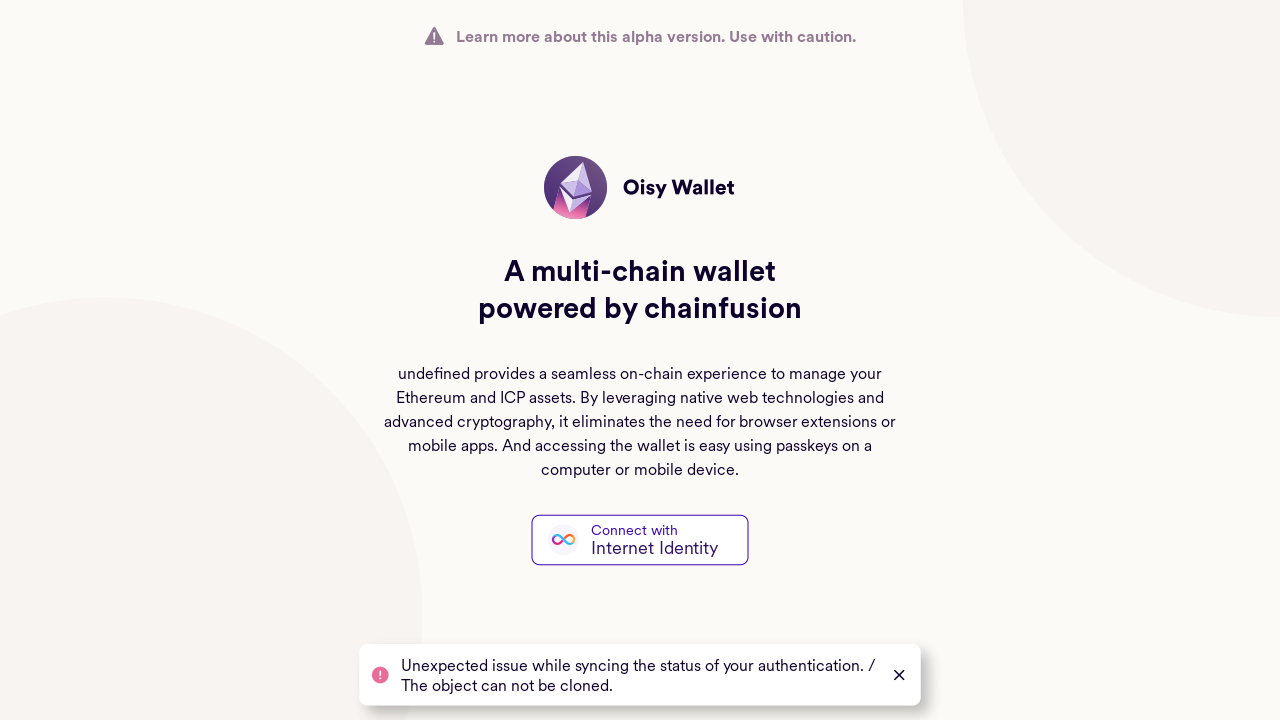 Learn more about this alpha version. Use with caution.
Oisy Wallet
A multi-chain wallet
powered by chainfusion
undefined provides a seamless on-chain experience to manage your
Ethereum and ICP assets. By leveraging native web technologies and
advanced cryptography, it eliminates the need for browser extensions or
mobile apps. And accessing the wallet is easy using passkeys on a
computer or mobile device.
Connect with
Internet Identity
Unexpected issue while syncing the status of your authentication. /
The object can not be cloned.